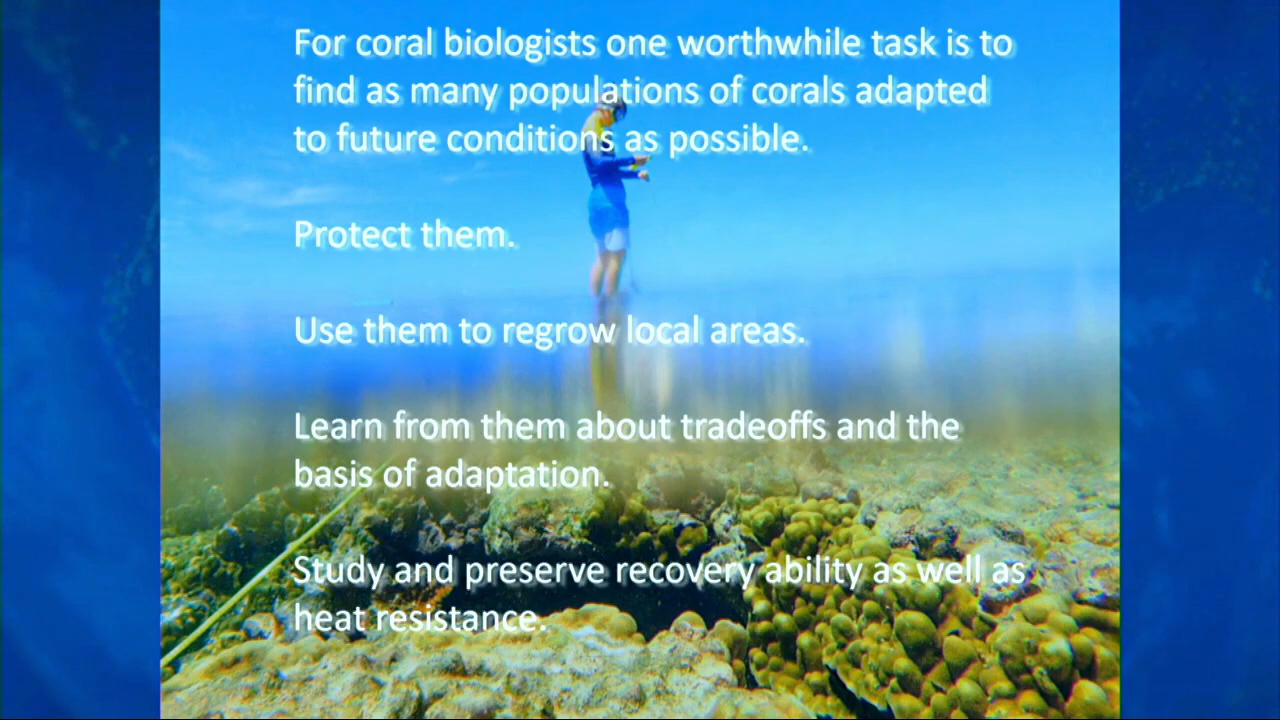 For coral biologists one worthwhile task is to
find as many populations of corals adapted
to future conditions as possible.
Protect them.
Use them to regrow local areas.
Learn from them about tradeoffs and the
basis of adaptation.
Study and preserve recovery ability as well as
heat resistance.